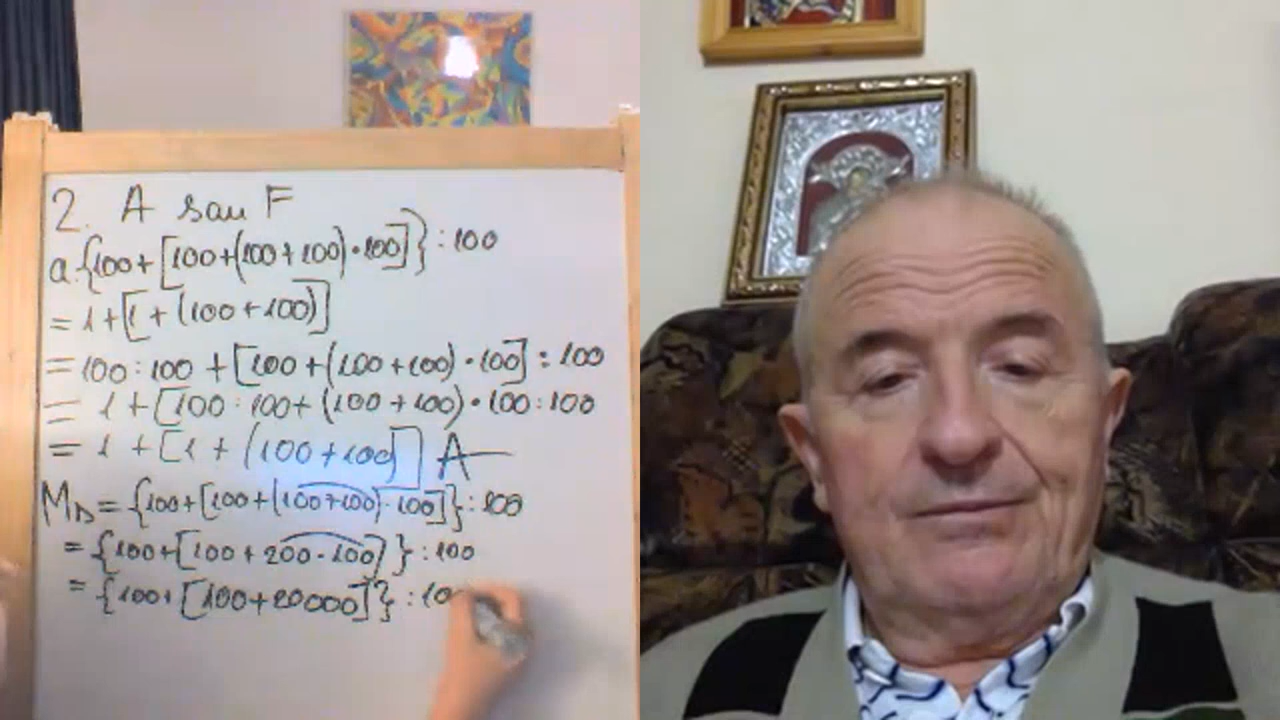 2. A sau F
a. {100+[100+(100+100)·100]} :100
= 1+[1+(100+100)]
= 100:100 +[100+(100+100)·100] : 100
= 1+[100:100+(100+100)·100:100
= 1 +[1+(100+100)] A
M₁ = {100+[100+(100+100)·100]}:100
= {100+[100+200·100]}:100
= {100+[100+20000]} :10